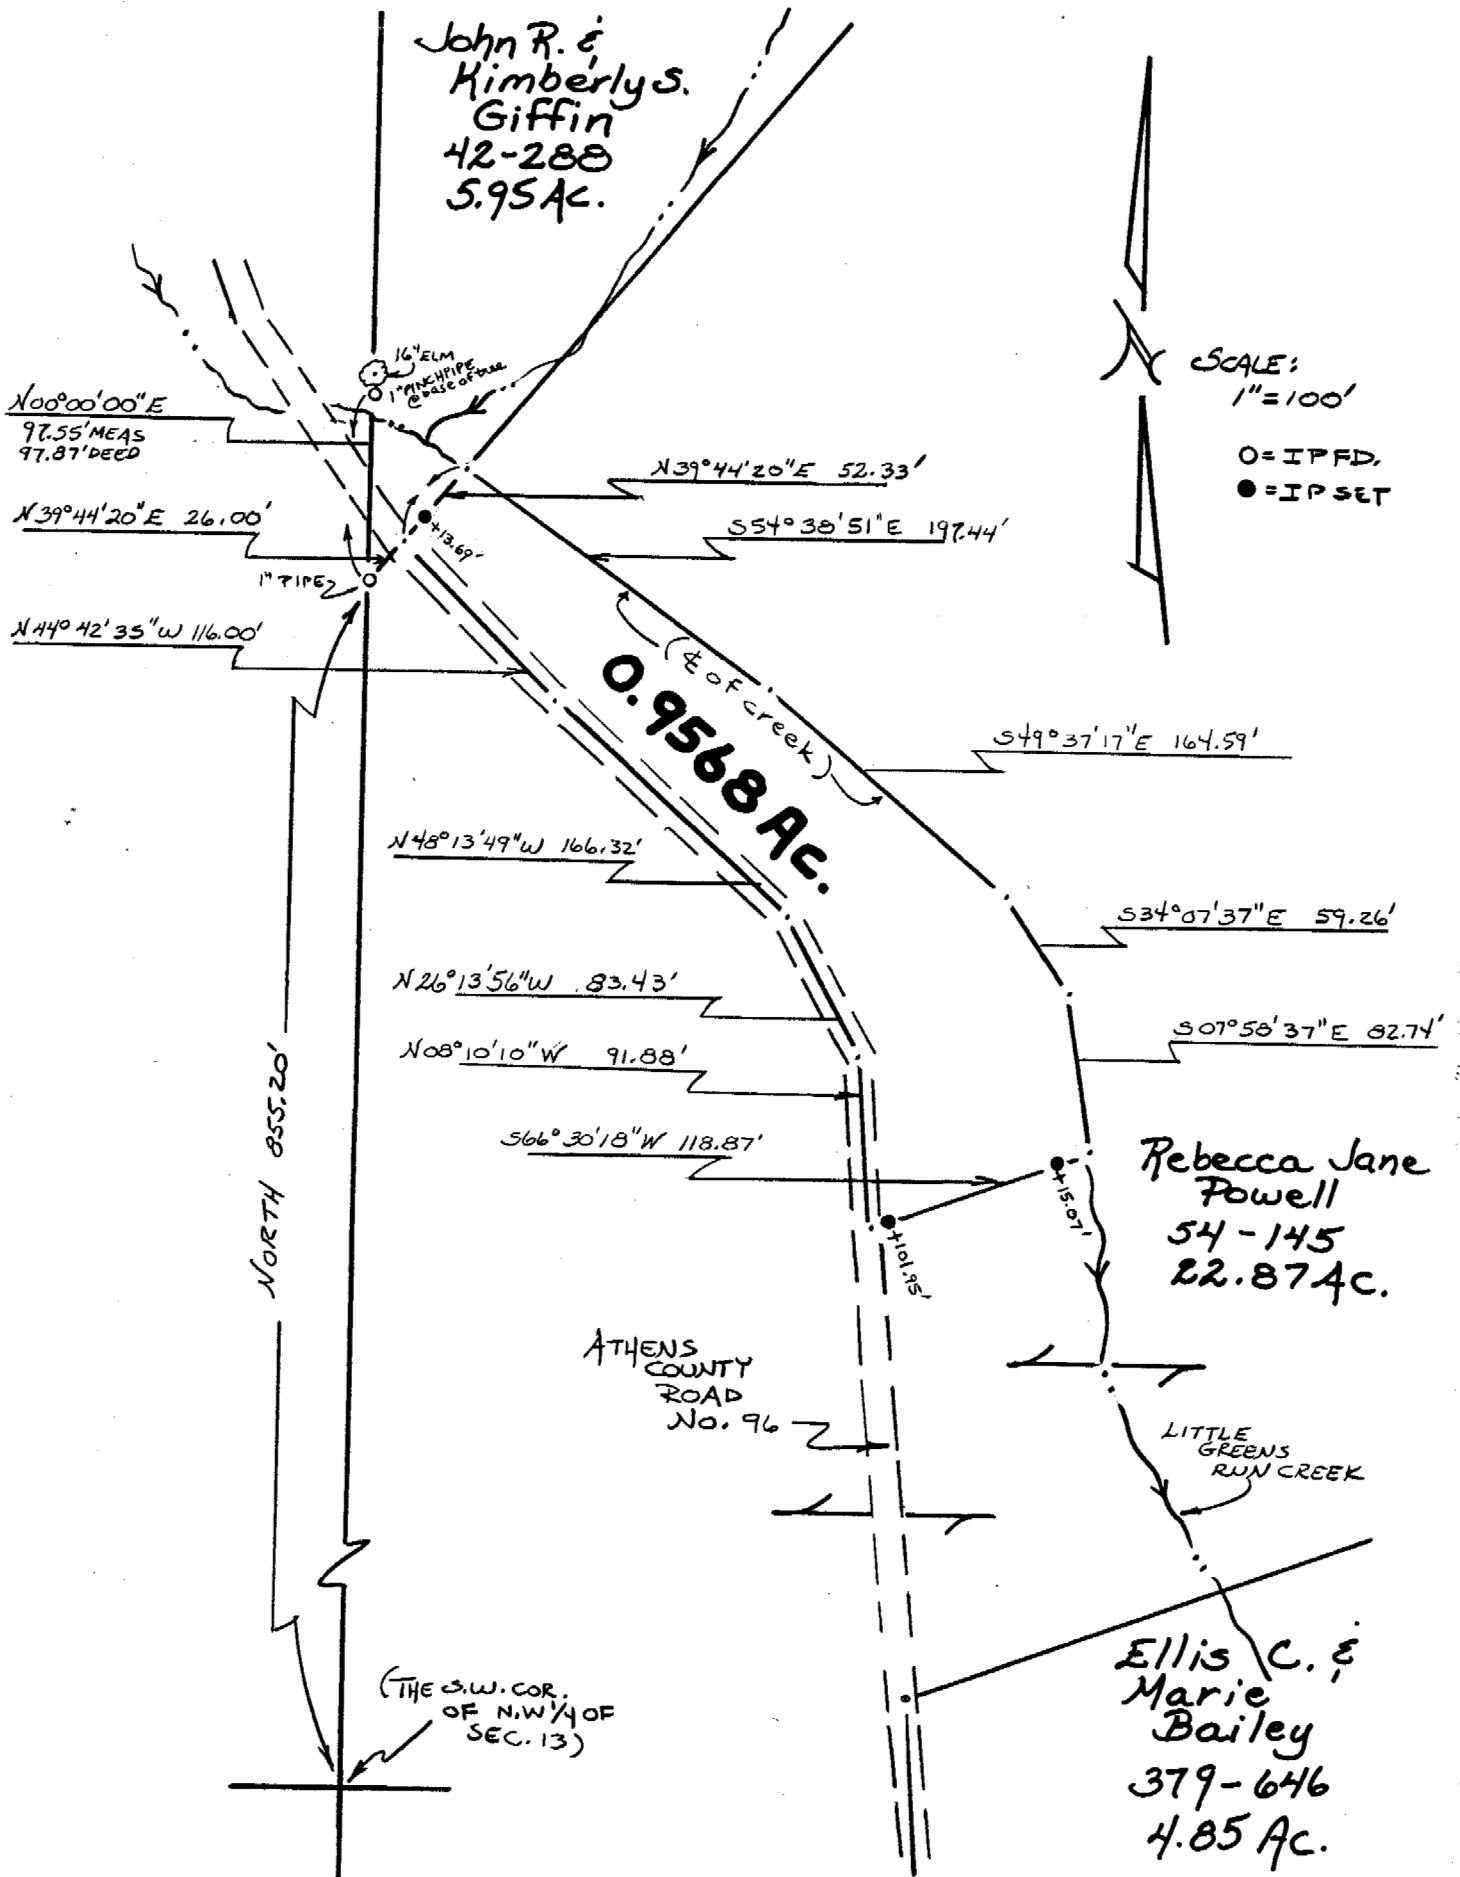 John R. &
Kimberly S.
Giffin
42-288
5.95 Ac.
16" ELM
1" PINCHPIPE
@ base of tree
SCALE:
1"=100'
O = I P FD.
● = I P SET
N00°00'00"E
97.55' MEAS
97.87' DEED
N39°44'20"E 52.33'
N39°44'20"E 26.00'
+13.69'
S54°38'51"E 197.44'
1" PIPE
N44°42'35"W 116.00'
(℄ of creek)
0.9568 Ac.
S49°37'17"E 164.59'
N48°13'49"W 166.32'
S34°07'37"E 59.26'
N26°13'56"W 83.43'
S07°58'37"E 82.74'
N08°10'10"W 91.88'
S66°30'18"W 118.87'
NORTH 855.20'
+15.07'
+101.95'
Rebecca Jane
Powell
54-145
22.87 Ac.
ATHENS
COUNTY
ROAD
No. 96
LITTLE
GREENS
RUN CREEK
(THE S.W. COR.
OF N.W 1/4 OF
SEC. 13)
Ellis C. &
Marie
Bailey
379-646
4.85 Ac.